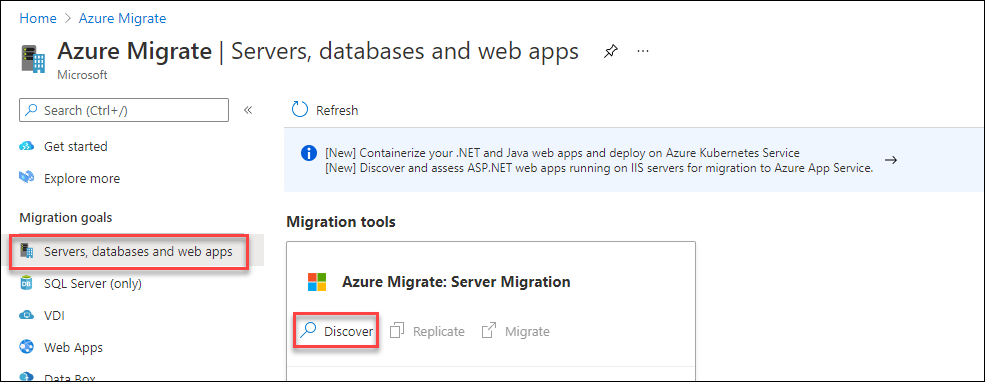 Home > Azure Migrate
Azure Migrate | Servers, databases and web apps
Microsoft
Search (Ctrl+/)
«
Refresh
Get started
Explore more
[New] Containerize your .NET and Java web apps and deploy on Azure Kubernetes Service
[New] Discover and assess ASP.NET web apps running on IIS servers for migration to Azure App Service.
Migration goals
Servers, databases and web apps
SQL Server (only)
VDI
Web Apps
Data Box
Migration tools
Azure Migrate: Server Migration
Discover
Replicate
Migrate